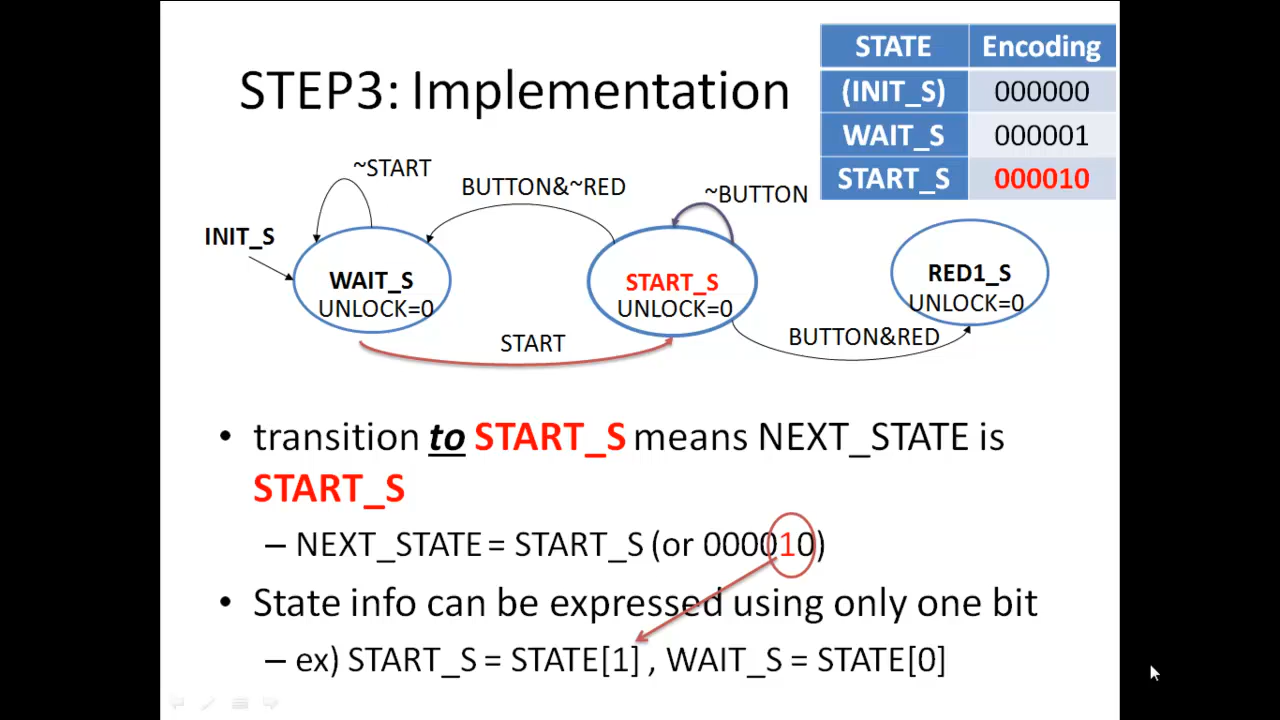 STEP3: Implementation
STATE Encoding
(INIT_S) 000000
WAIT_S 000001
START_S 000010
~START
BUTTON&~RED
~BUTTON
INIT_S
WAIT_S
UNLOCK=0
START_S
UNLOCK=0
RED1_S
UNLOCK=0
START
BUTTON&RED
• transition to START_S means NEXT_STATE is
START_S
– NEXT_STATE = START_S (or 000010)
• State info can be expressed using only one bit
– ex) START_S = STATE[1] , WAIT_S = STATE[0]